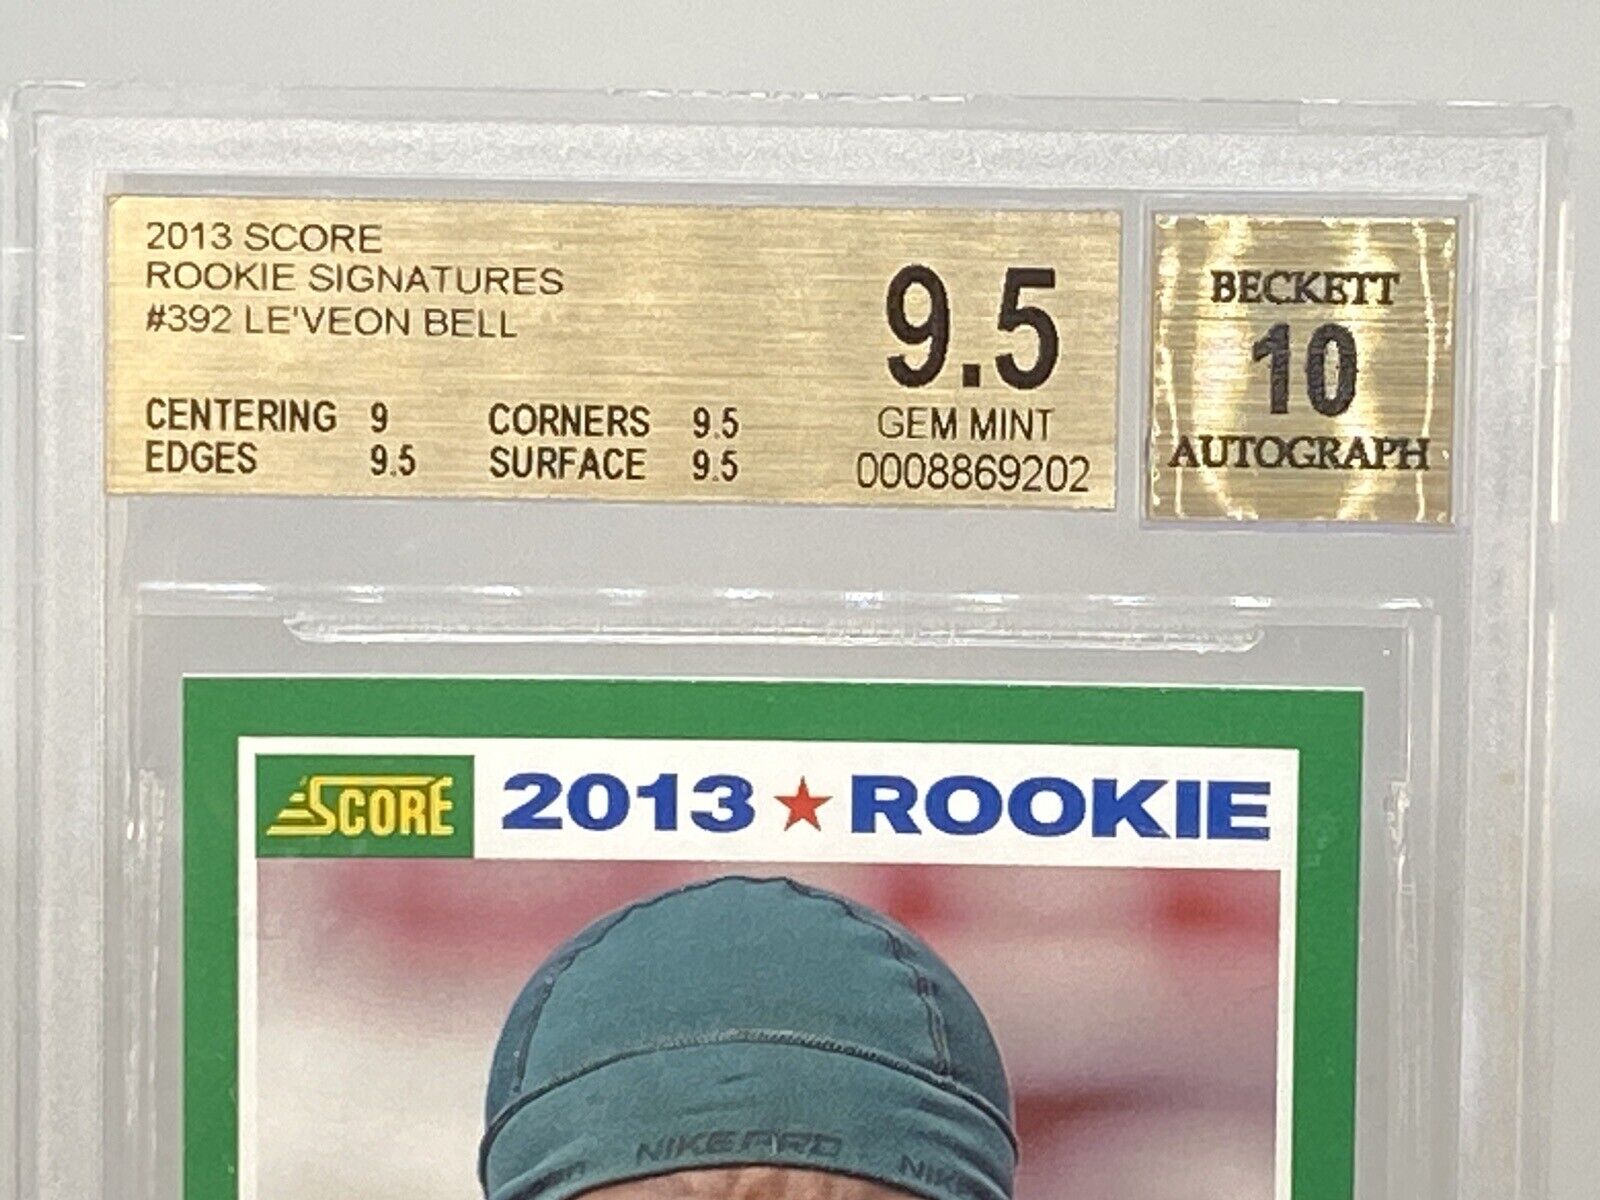 2013 SCORE
ROOKIE SIGNATURES
#392 LE'VEON BELL
CENTERING 9 CORNERS 9.5
EDGES 9.5 SURFACE 9.5
9.5
GEM MINT
0008869202
BECKETT
10
AUTOGRAPH
SCORE 2013 ★ ROOKIE
NIKE PRO NIKE